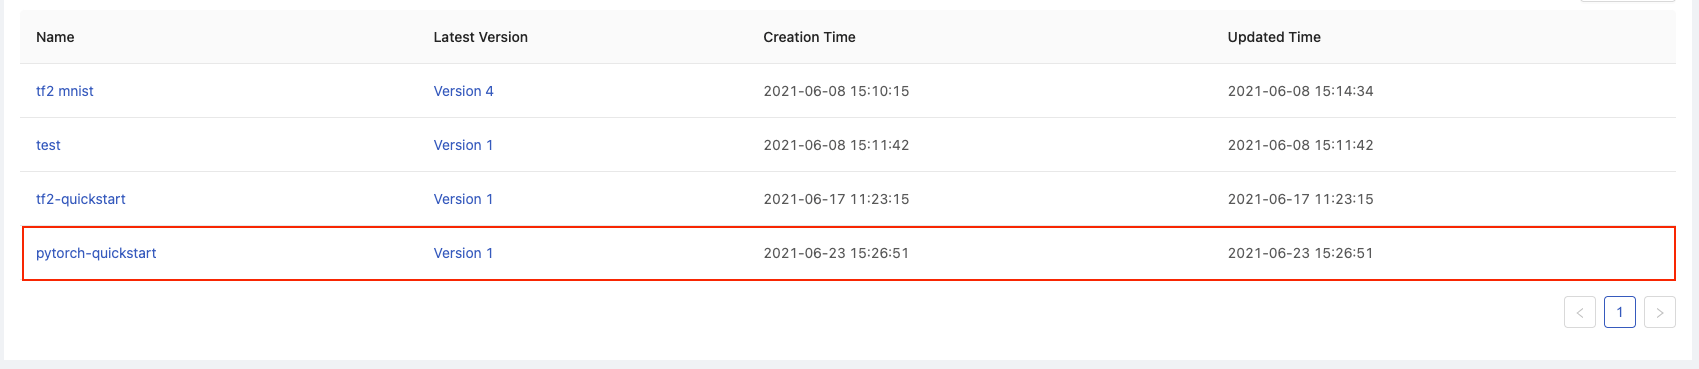 Name Latest Version Creation Time Updated Time
tf2 mnist Version 4 2021-06-08 15:10:15 2021-06-08 15:14:34
test Version 1 2021-06-08 15:11:42 2021-06-08 15:11:42
tf2-quickstart Version 1 2021-06-17 11:23:15 2021-06-17 11:23:15
pytorch-quickstart Version 1 2021-06-23 15:26:51 2021-06-23 15:26:51
< 1 >